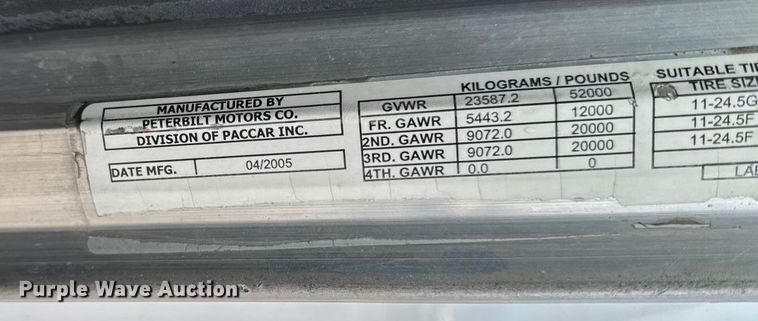 MANUFACTURED BY
PETERBILT MOTORS CO.
DIVISION OF PACCAR INC.
DATE MFG. 04/2005
KILOGRAMS / POUNDS
GVWR 23587.2 52000
FR. GAWR 5443.2 12000
2ND. GAWR 9072.0 20000
3RD. GAWR 9072.0 20000
4TH. GAWR 0.0 0
SUITABLE TI
TIRE SIZ
11-24.5G
11-24.5F
11-24.5F
LA
Purple Wave Auction